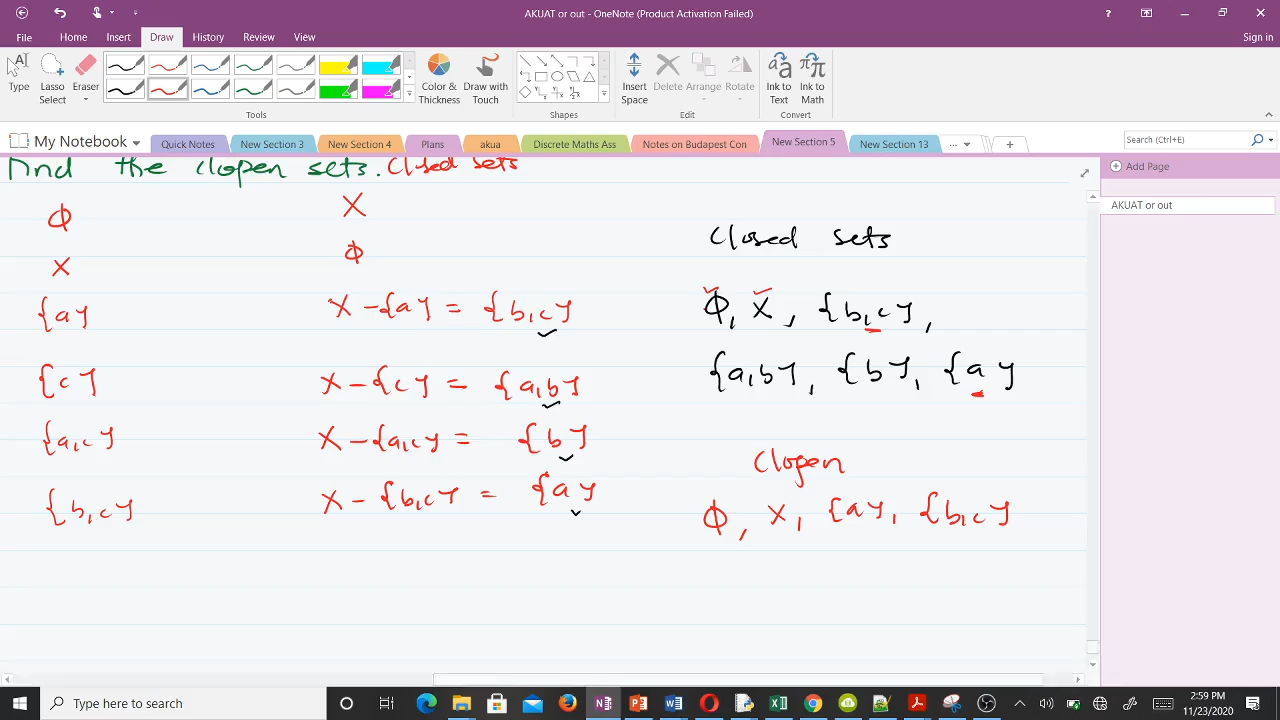 AKUAT or out - OneNote (Product Activation Failed)
File Home Insert Draw History Review View Sign in
Type Lasso Select Eraser Color & Thickness Draw with Touch Insert Space Delete Arrange Rotate Ink to Text Ink to Math
Tools Shapes Edit Convert
My Notebook Quick Notes New Section 3 New Section 4 Plans akua Discrete Maths Ass Notes on Budapest Con New Section 5 New Section 13 ... Search (Ctrl+E)
Add Page
AKUAT or out
Find the clopen sets. Closed sets
Φ X
X Φ
{a} X - {a} = {b,c}
{c} X - {c} = {a,b}
{a,c} X - {a,c} = {b}
{b,c} X - {b,c} = {a}
Closed sets
Φ, X, {b,c},
{a,b}, {b}, {a}
Clopen
Φ, X, {a}, {b,c}
Type here to search
2:59 PM
11/23/2020